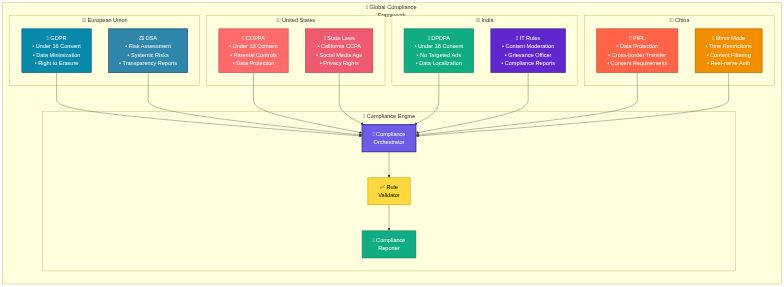 Global Compliance
Framework
European Union
GDPR
• Under 16 Consent
• Data Minimization
• Right to Erasure
DSA
• Risk Assessment
• Systemic Risks
• Transparency Reports
United States
COPPA
• Under 13 Consent
• Parental Controls
• Data Protection
State Laws
• California CCPA
• Social Media Age
• Privacy Rights
India
DPDPA
• Under 18 Consent
• No Targeted Ads
• Data Localization
IT Rules
• Content Moderation
• Grievance Officer
• Compliance Reports
China
PIPL
• Data Protection
• Cross-border Transfer
• Consent Requirements
Minor Mode
• Time Restrictions
• Content Filtering
• Real-name Auth
Compliance Engine
Compliance
Orchestrator
Rule
Validator
Compliance
Reporter